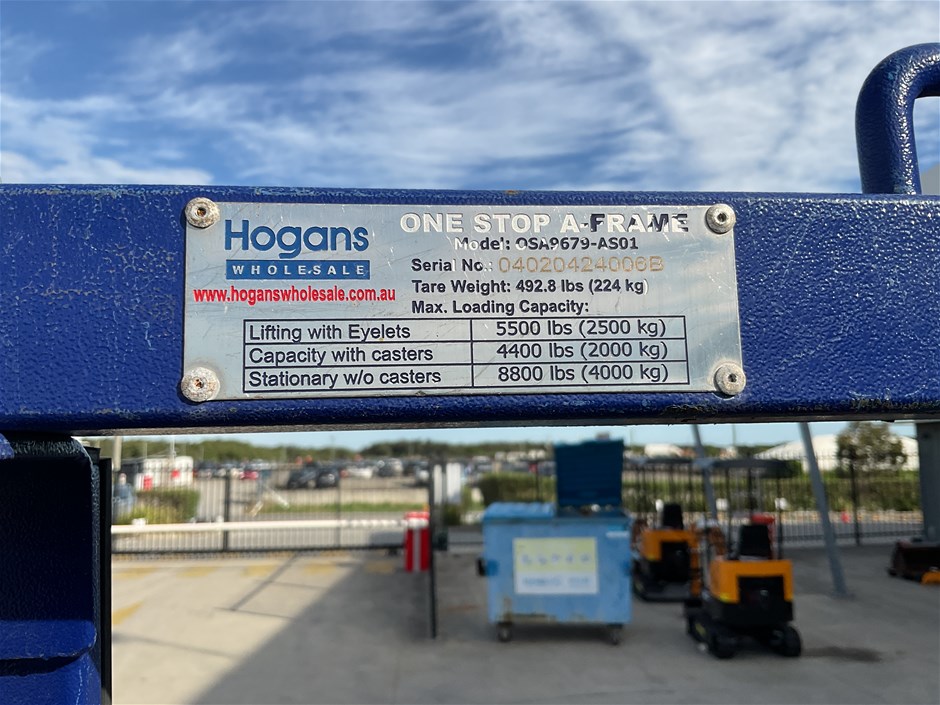 Hogans
WHOLESALE
www.hoganswholesale.com.au
ONE STOP A-FRAME
Model: OSA9679-AS01
Serial No.: 04020424006B
Tare Weight: 492.8 lbs (224 kg)
Max. Loading Capacity:
Lifting with Eyelets 5500 lbs (2500 kg)
Capacity with casters 4400 lbs (2000 kg)
Stationary w/o casters 8800 lbs (4000 kg)